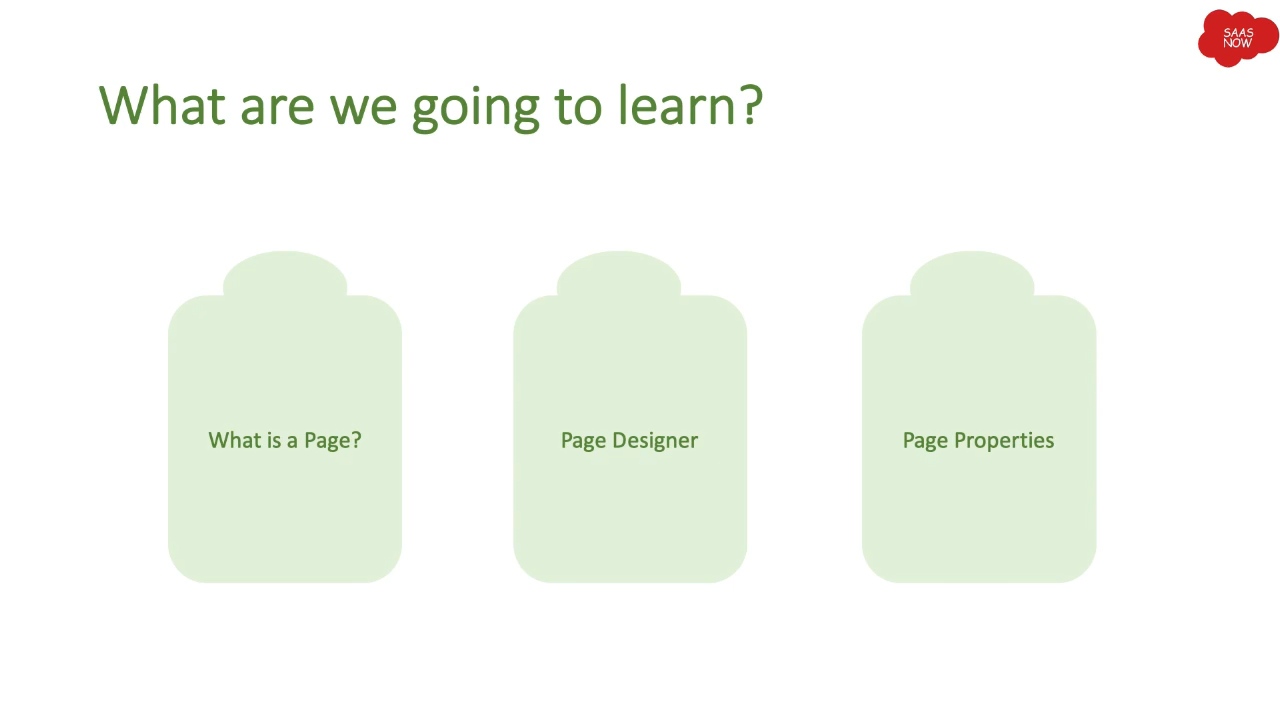 SAAS
NOW
What are we going to learn?
What is a Page?
Page Designer
Page Properties